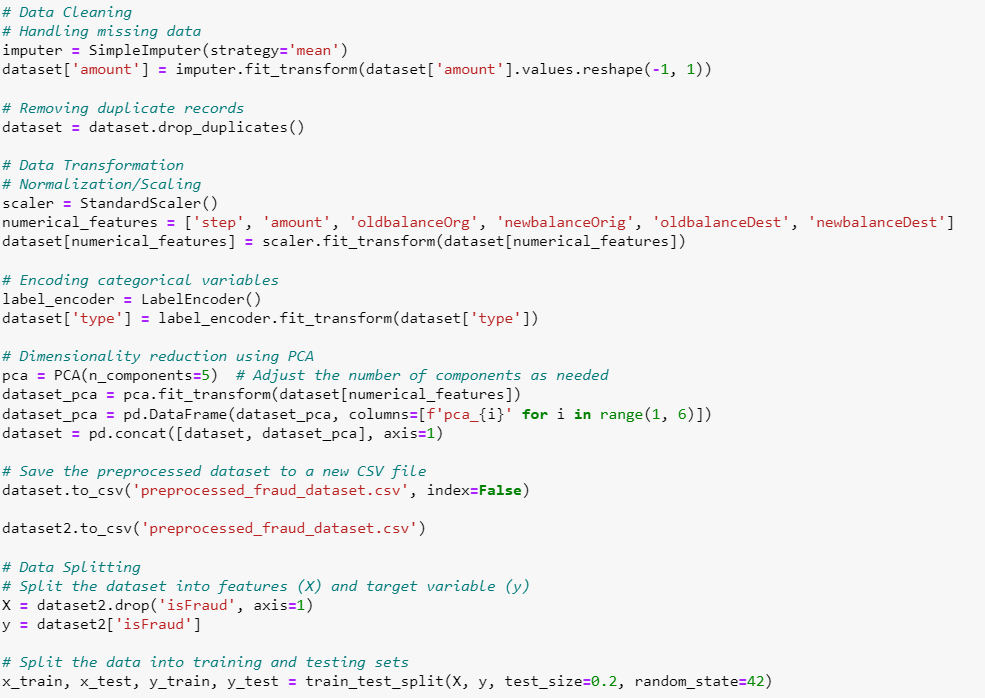 # Data Cleaning
# Handling missing data
imputer = SimpleImputer(strategy='mean')
dataset['amount'] = imputer.fit_transform(dataset['amount'].values.reshape(-1, 1))
# Removing duplicate records
dataset = dataset.drop_duplicates()
# Data Transformation
# Normalization/Scaling
scaler = StandardScaler()
numerical_features = ['step', 'amount', 'oldbalanceOrg', 'newbalanceOrig', 'oldbalanceDest', 'newbalanceDest']
dataset[numerical_features] = scaler.fit_transform(dataset[numerical_features])
# Encoding categorical variables
label_encoder = LabelEncoder()
dataset['type'] = label_encoder.fit_transform(dataset['type'])
# Dimensionality reduction using PCA
pca = PCA(n_components=5)  # Adjust the number of components as needed
dataset_pca = pca.fit_transform(dataset[numerical_features])
dataset_pca = pd.DataFrame(dataset_pca, columns=[f'pca_{i}' for i in range(1, 6)])
dataset = pd.concat([dataset, dataset_pca], axis=1)
# Save the preprocessed dataset to a new CSV file
dataset.to_csv('preprocessed_fraud_dataset.csv', index=False)
dataset2.to_csv('preprocessed_fraud_dataset.csv')
# Data Splitting
# Split the dataset into features (X) and target variable (y)
X = dataset2.drop('isFraud', axis=1)
y = dataset2['isFraud']
# Split the data into training and testing sets
x_train, x_test, y_train, y_test = train_test_split(X, y, test_size=0.2, random_state=42)